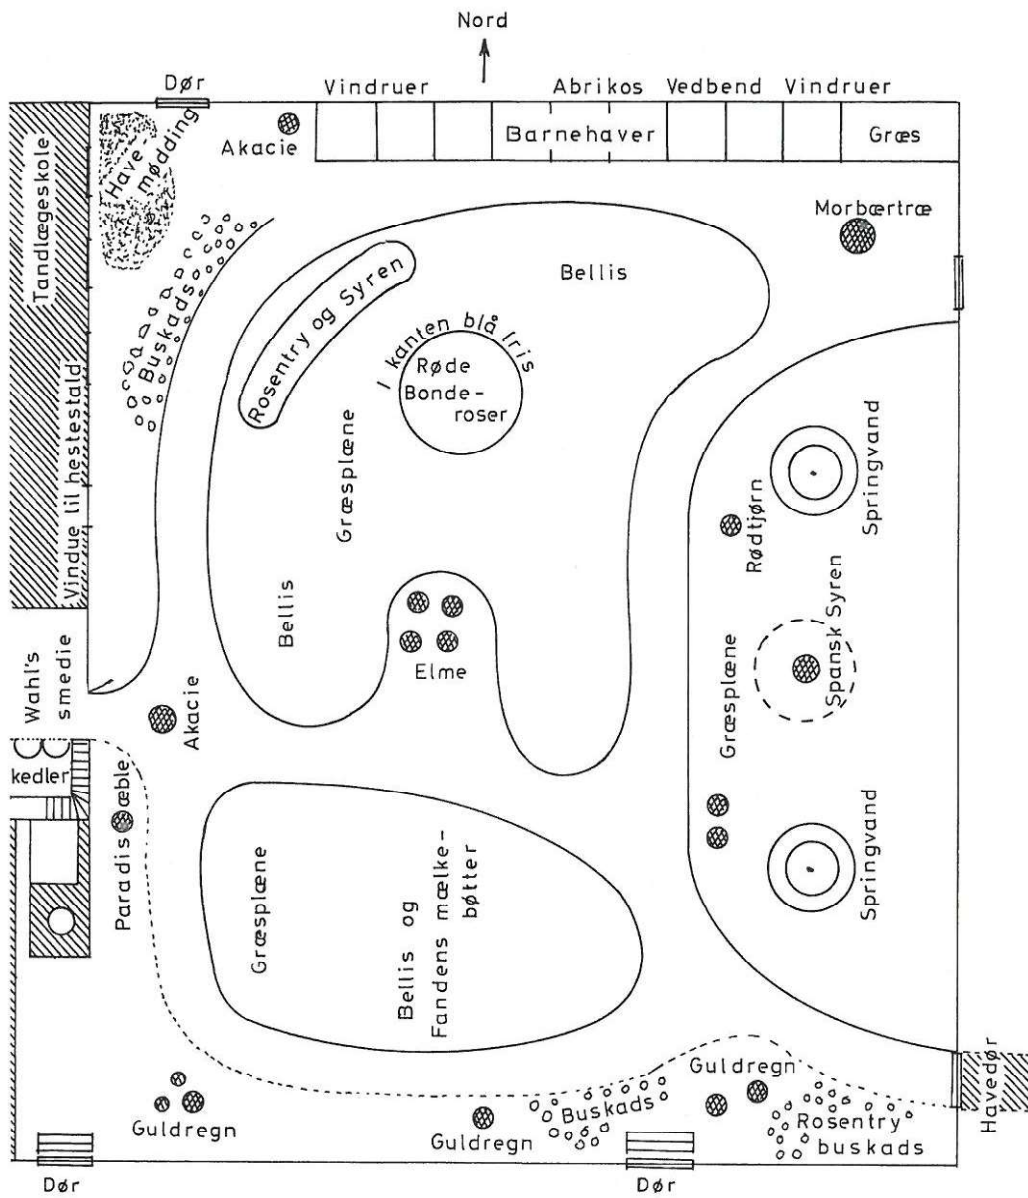 Nord
Dør
Vindruer
Abrikos
Vedbend
Vindruer
Akacie
Barnehaver
Græs
Have-
mødding
Tandlægeskole
Morbærtræ
Buskads
Rosentry og Syren
Bellis
I kanten blå Iris
Røde
Bonde-
roser
Græsplæne
Vindue til hestestald
Springvand
Rødtjørn
Bellis
Elme
Spansk Syren
Græsplæne
Wahl's
smedie
Akacie
kedler
Paradisæble
Græsplæne
Bellis og
Fandens mælke-
bøtter
Springvand
Guldregn
Guldregn
Buskads
Guldregn
Rosentry
buskads
Havedør
Dør
Dør